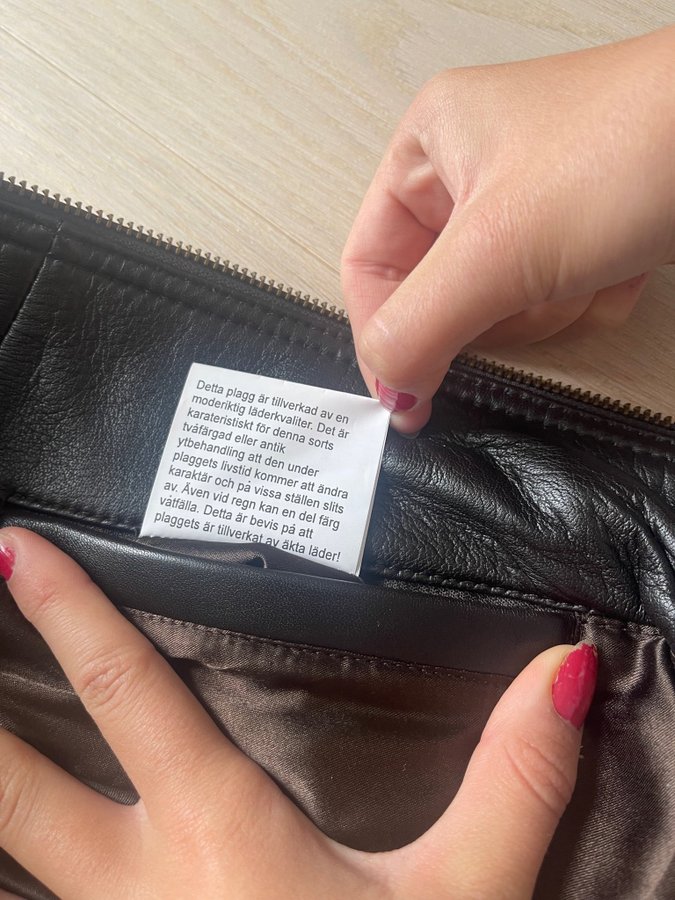 Detta plagg är tillverkad av en
moderiktig läderkvaliter. Det är
karateristiskt för denna sorts
tvåfärgad eller antik
ytbehandling att den under
plaggets livstid kommer att ändra
karaktär och på vissa ställen slits
av. Även vid regn kan en del färg
våtfälla. Detta är bevis på att
plaggets är tillverkat av äkta läder!